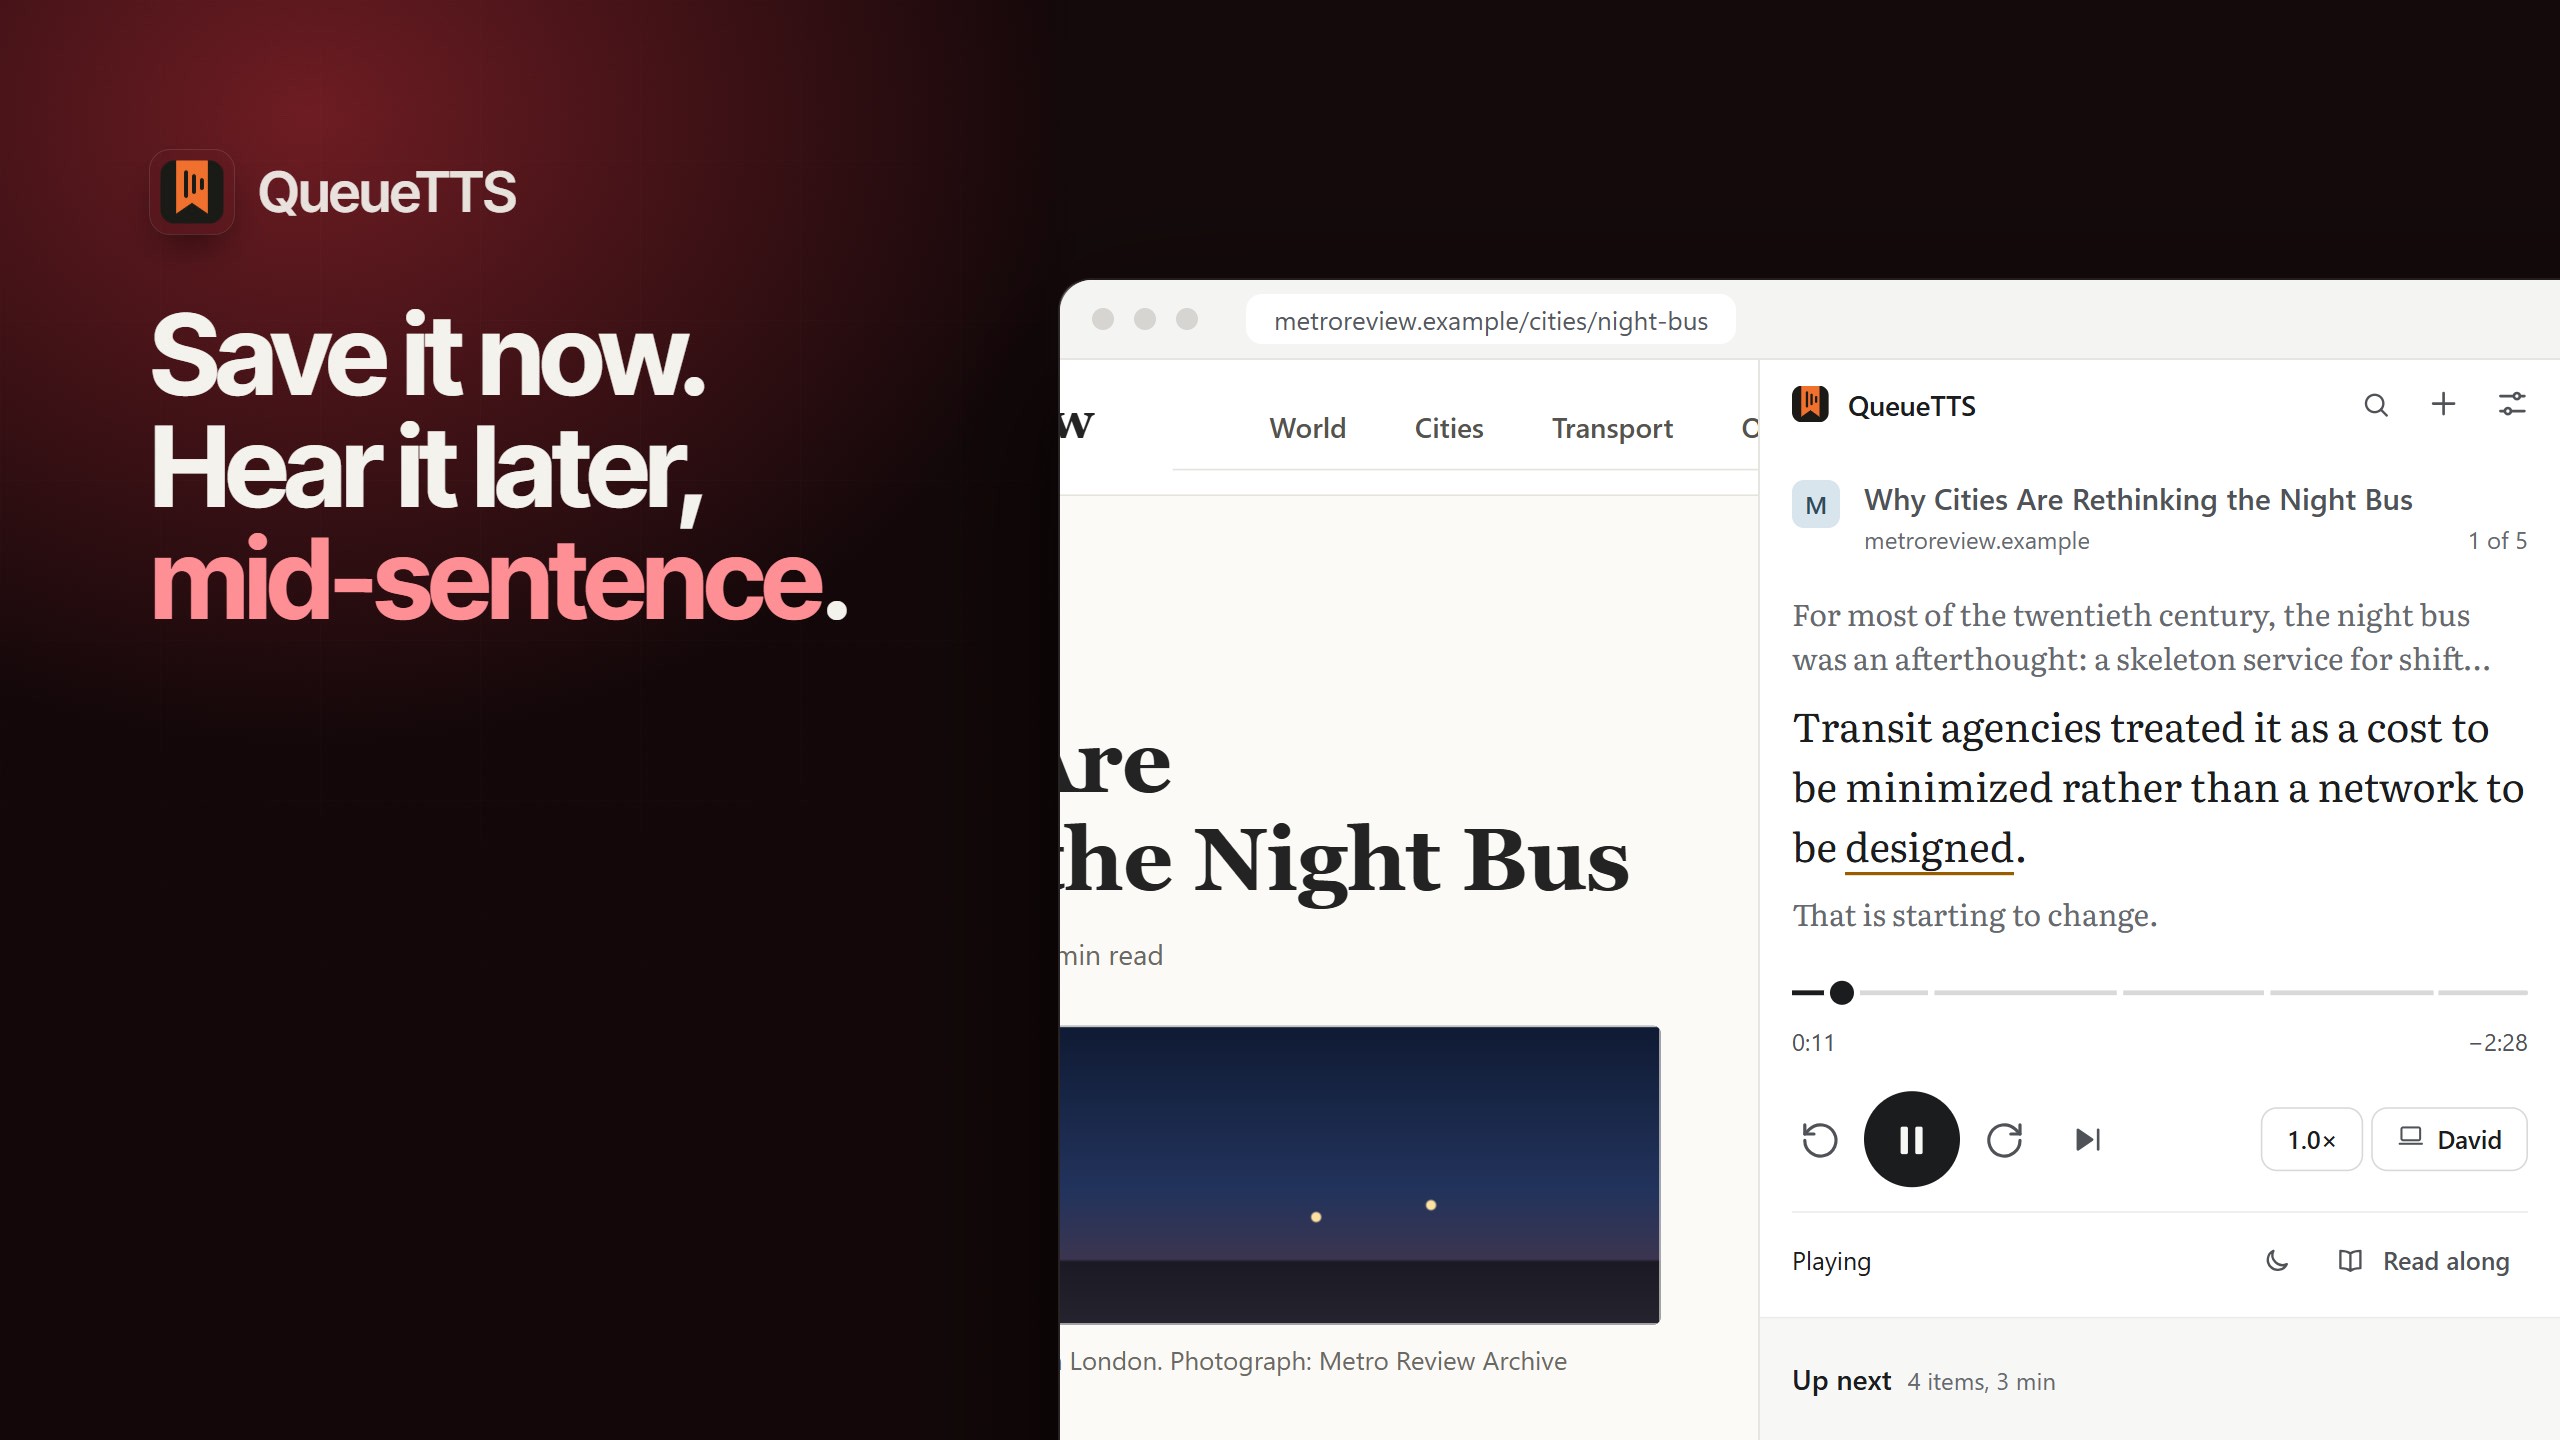 QueueTTS
Save it now.
Hear it later,
mid-sentence.
metroreview.example/cities/night-bus
w
World Cities Transport
Are
the Night Bus
min read
London. Photograph: Metro Review Archive
QueueTTS
M
Why Cities Are Rethinking the Night Bus
metroreview.example
1 of 5
For most of the twentieth century, the night bus
was an afterthought: a skeleton service for shift...
Transit agencies treated it as a cost to
be minimized rather than a network to
be designed.
That is starting to change.
0:11
−2:28
1.0×
David
Playing
Read along
Up next 4 items, 3 min